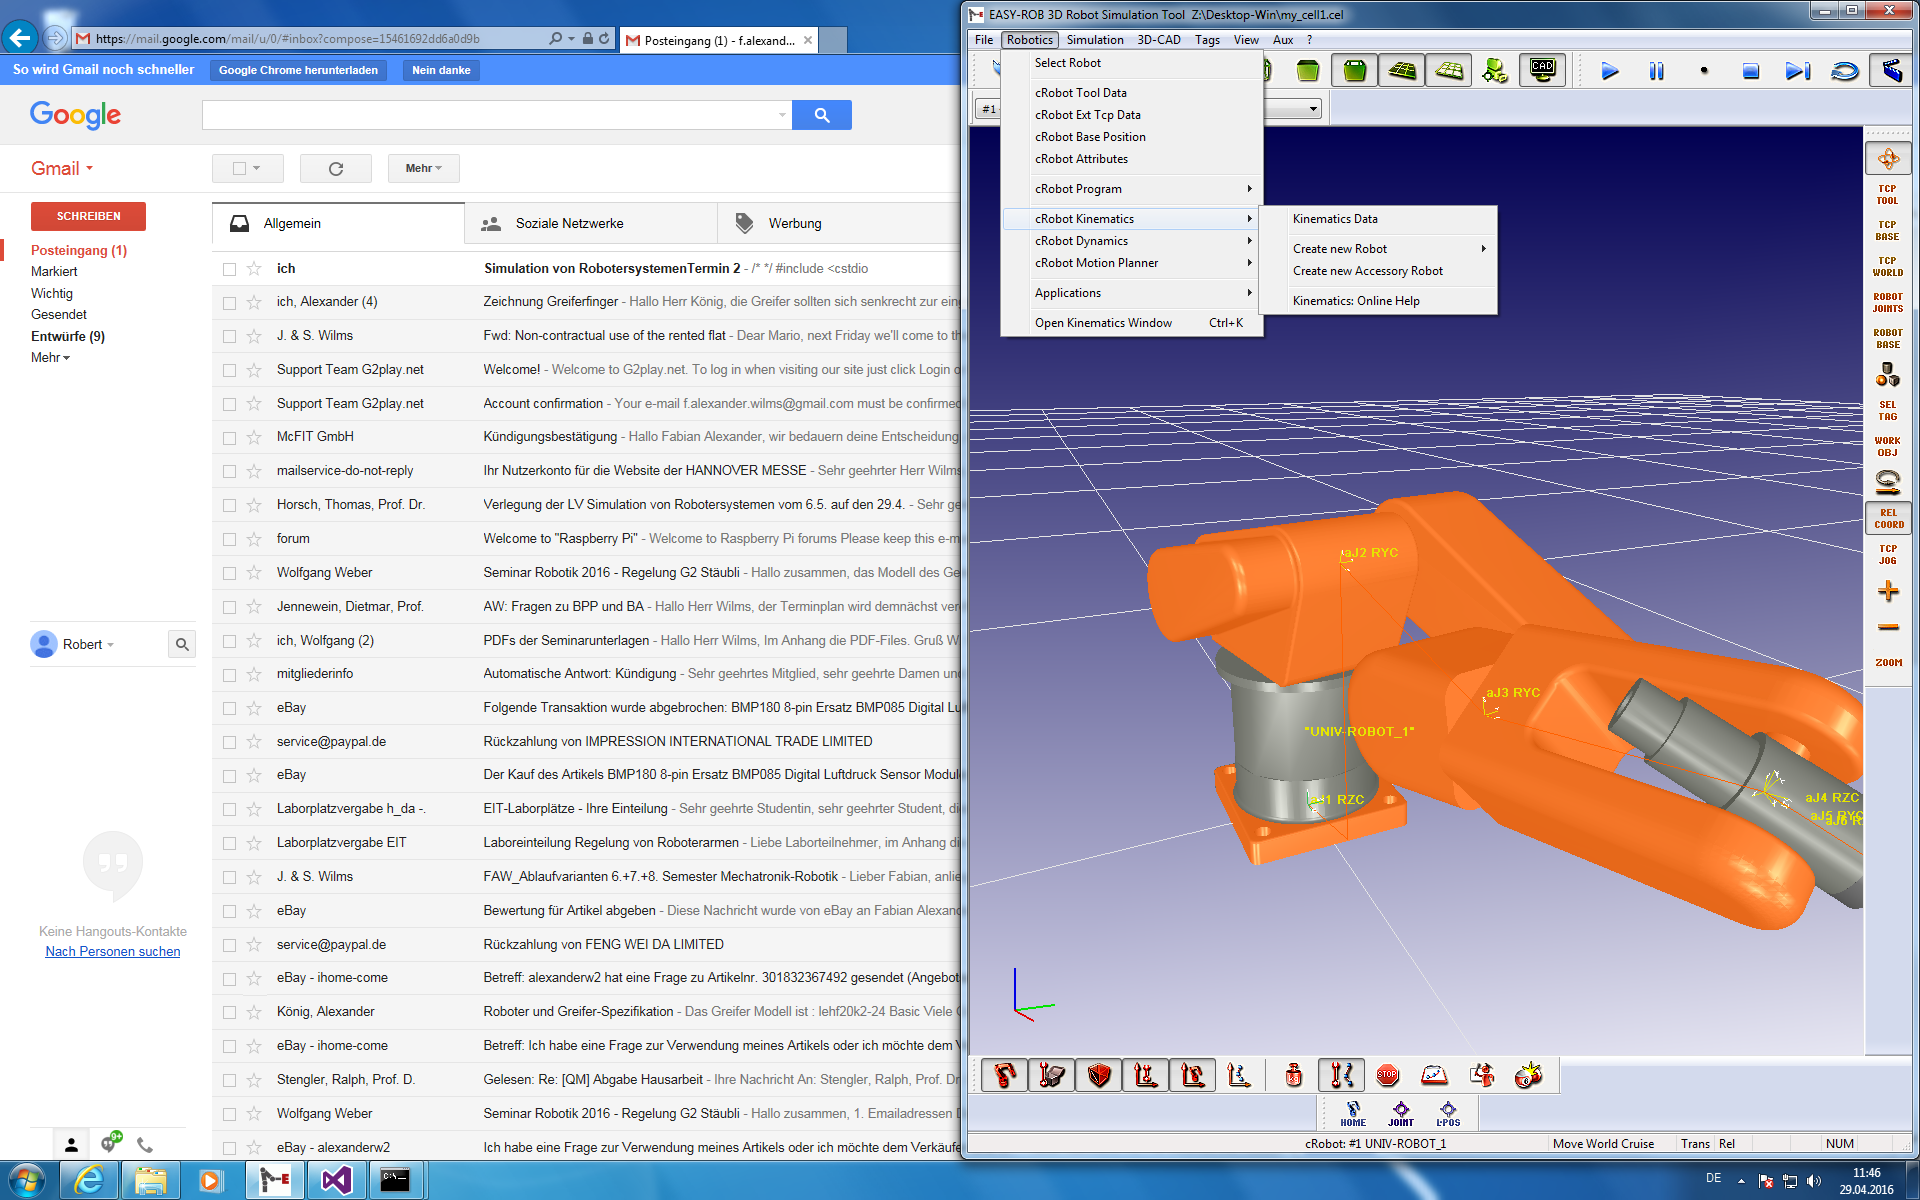 https://mail.google.com/mail/u/0/#inbox?compose=15461692dd6a0d9b
Posteingang (1) - f.alexand...
So wird Gmail noch schneller
Google Chrome herunterladen
Nein danke
Google
Gmail
Mehr
SCHREIBEN
Posteingang (1)
Markiert
Wichtig
Gesendet
Entwürfe (9)
Mehr
Robert
Keine Hangouts-Kontakte
Nach Personen suchen
9+
Allgemein
Soziale Netzwerke
Werbung
ich Simulation von RobotersystemenTermin 2 - /* */ #include <cstdio
ich, Alexander (4) Zeichnung Greiferfinger - Hallo Herr König, die Greifer sollten sich senkrecht zur ein
J. & S. Wilms Fwd: Non-contractual use of the rented flat - Dear Mario, next Friday we'll come to th
Support Team G2play.net Welcome! - Welcome to G2play.net. To log in when visiting our site just click Login o
Support Team G2play.net Account confirmation - Your e-mail f.alexander.wilms@gmail.com must be confirmed
McFIT GmbH Kündigungsbestätigung - Hallo Fabian Alexander, wir bedauern deine Entscheidung
mailservice-do-not-reply Ihr Nutzerkonto für die Website der HANNOVER MESSE - Sehr geehrter Herr Wilms
Horsch, Thomas, Prof. Dr. Verlegung der LV Simulation von Robotersystemen vom 6.5. auf den 29.4. - Sehr ge
forum Welcome to "Raspberry Pi" - Welcome to Raspberry Pi forums Please keep this e-m
Wolfgang Weber Seminar Robotik 2016 - Regelung G2 Stäubli - Hallo zusammen, das Modell des Ge
Jennewein, Dietmar, Prof. AW: Fragen zu BPP und BA - Hallo Herr Wilms, der Terminplan wird demnächst ver
ich, Wolfgang (2) PDFs der Seminarunterlagen - Hallo Herr Wilms, Im Anhang die PDF-Files. Gruß W
mitgliederinfo Automatische Antwort: Kündigung - Sehr geehrtes Mitglied, sehr geehrte Damen und
eBay Folgende Transaktion wurde abgebrochen: BMP180 8-pin Ersatz BMP085 Digital Lu
service@paypal.de Rückzahlung von IMPRESSION INTERNATIONAL TRADE LIMITED
eBay Der Kauf des Artikels BMP180 8-pin Ersatz BMP085 Digital Luftdruck Sensor Modul
Laborplatzvergabe h_da -. EIT-Laborplätze - Ihre Einteilung - Sehr geehrte Studentin, sehr geehrter Student, di
Laborplatzvergabe EIT Laboreinteilung Regelung von Roboterarmen - Liebe Laborteilnehmer, im Anhang di
J. & S. Wilms FAW_Ablaufvarianten 6.+7.+8. Semester Mechatronik-Robotik - Lieber Fabian, anlie
eBay Bewertung für Artikel abgeben - Diese Nachricht wurde von eBay an Fabian Alexand
service@paypal.de Rückzahlung von FENG WEI DA LIMITED
eBay - ihome-come Betreff: alexanderw2 hat eine Frage zu Artikelnr. 301832367492 gesendet (Angebot
König, Alexander Roboter und Greifer-Spezifikation - Das Greifer Modell ist : lehf20k2-24 Basic Viele G
eBay - ihome-come Betreff: Ich habe eine Frage zur Verwendung meines Artikels oder ich möchte dem V
Stengler, Ralph, Prof. D. Gelesen: Re: [QM] Abgabe Hausarbeit - Ihre Nachricht An: Stengler, Ralph, Prof. Dr
Wolfgang Weber Seminar Robotik 2016 - Regelung G2 Stäubli - Hallo zusammen, 1. Emailadressen D
eBay - alexanderw2 Ich habe eine Frage zur Verwendung meines Artikels oder ich möchte dem Verkäufe
EASY-ROB 3D Robot Simulation Tool Z:\Desktop-Win\my_cell1.cel
File Robotics Simulation 3D-CAD Tags View Aux ?
CAD
#1
Select Robot
cRobot Tool Data
cRobot Ext Tcp Data
cRobot Base Position
cRobot Attributes
cRobot Program
cRobot Kinematics
cRobot Dynamics
cRobot Motion Planner
Applications
Open Kinematics Window Ctrl+K
Kinematics Data
Create new Robot
Create new Accessory Robot
Kinematics: Online Help
TCP TOOL
TCP BASE
TCP WORLD
ROBOT JOINTS
ROBOT BASE
SEL TAG
WORK OBJ
REL COORD
TCP JOG
ZOOM
aJ2 RYC
aJ3 RYC
"UNIV-ROBOT_1"
aJ1 RZC
aJ4 RZC
STOP
HOME
JOINT
L-POS
cRobot: #1 UNIV-ROBOT_1
Move World Cruise
Trans
Rel
NUM
DE
11:46
29.04.2016